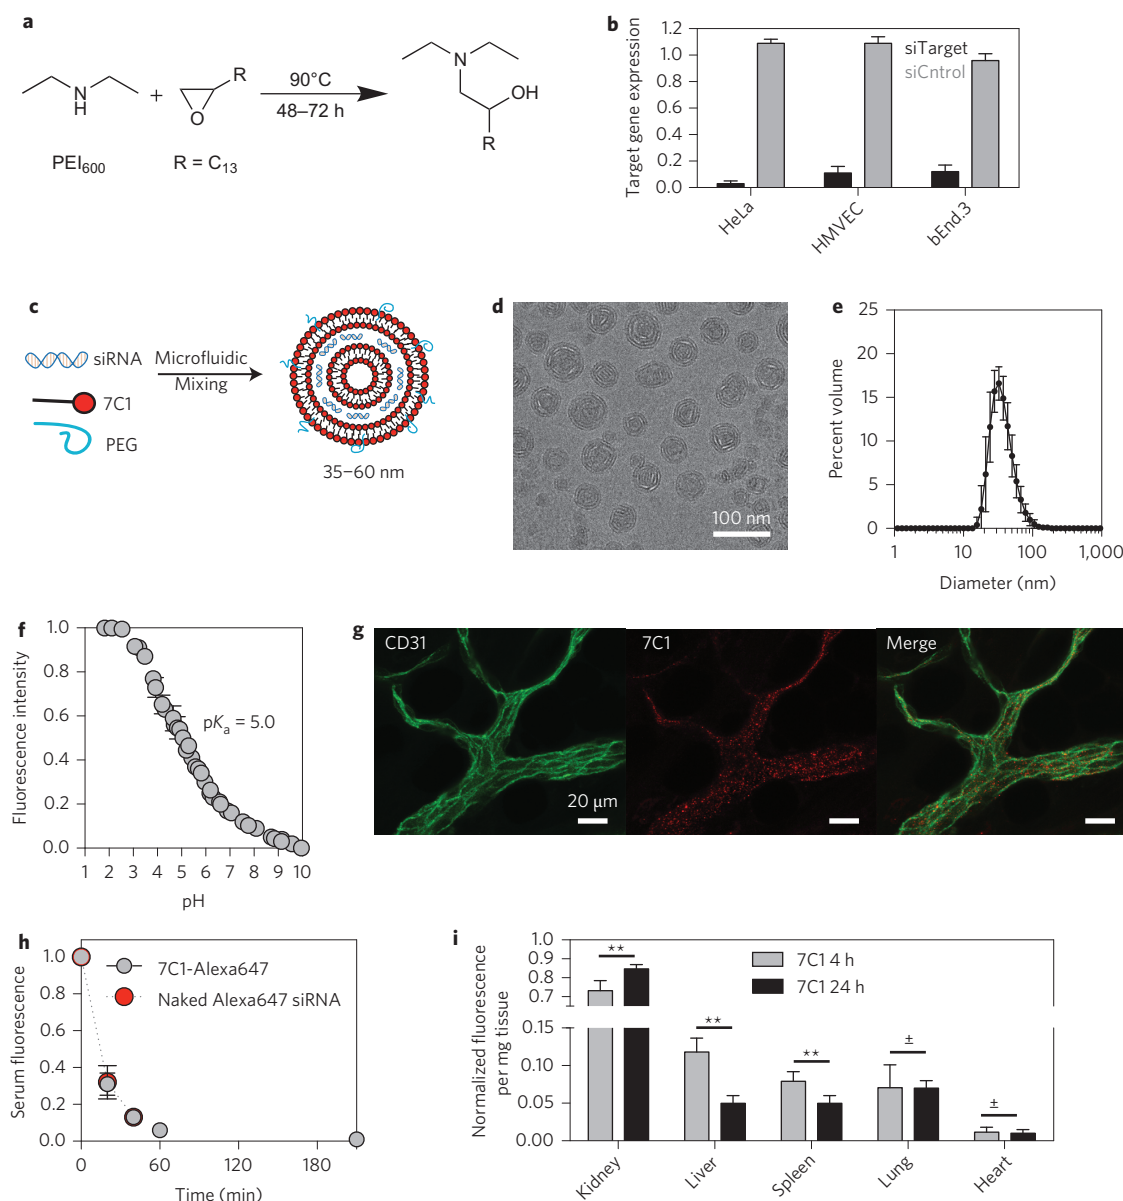 a
N
H
+
O
R
90°C
48–72 h
N
OH
R
PEI600
R = C13
b
Target gene expression
1.2
1.0
0.8
0.6
0.4
0.2
0.0
siTarget
siCntrol
HeLa
HMVEC
bEnd.3
c
siRNA
7C1
PEG
Microfluidic
Mixing
35–60 nm
d
100 nm
e
Percent volume
25
20
15
10
5
0
1 10 100 1,000
Diameter (nm)
f
Fluorescence intensity
1.0
0.8
0.6
0.4
0.2
0.0
pKa = 5.0
1 2 3 4 5 6 7 8 9 10
pH
g
CD31
7C1
Merge
20 µm
h
Serum fluorescence
1.0
0.8
0.6
0.4
0.2
0.0
7C1-Alexa647
Naked Alexa647 siRNA
0 60 120 180
Time (min)
i
Normalized fluorescence
per mg tissue
1.0
0.9
0.8
0.7
0.15
0.10
0.05
0.00
**
**
**
±
±
7C1 4 h
7C1 24 h
Kidney
Liver
Spleen
Lung
Heart